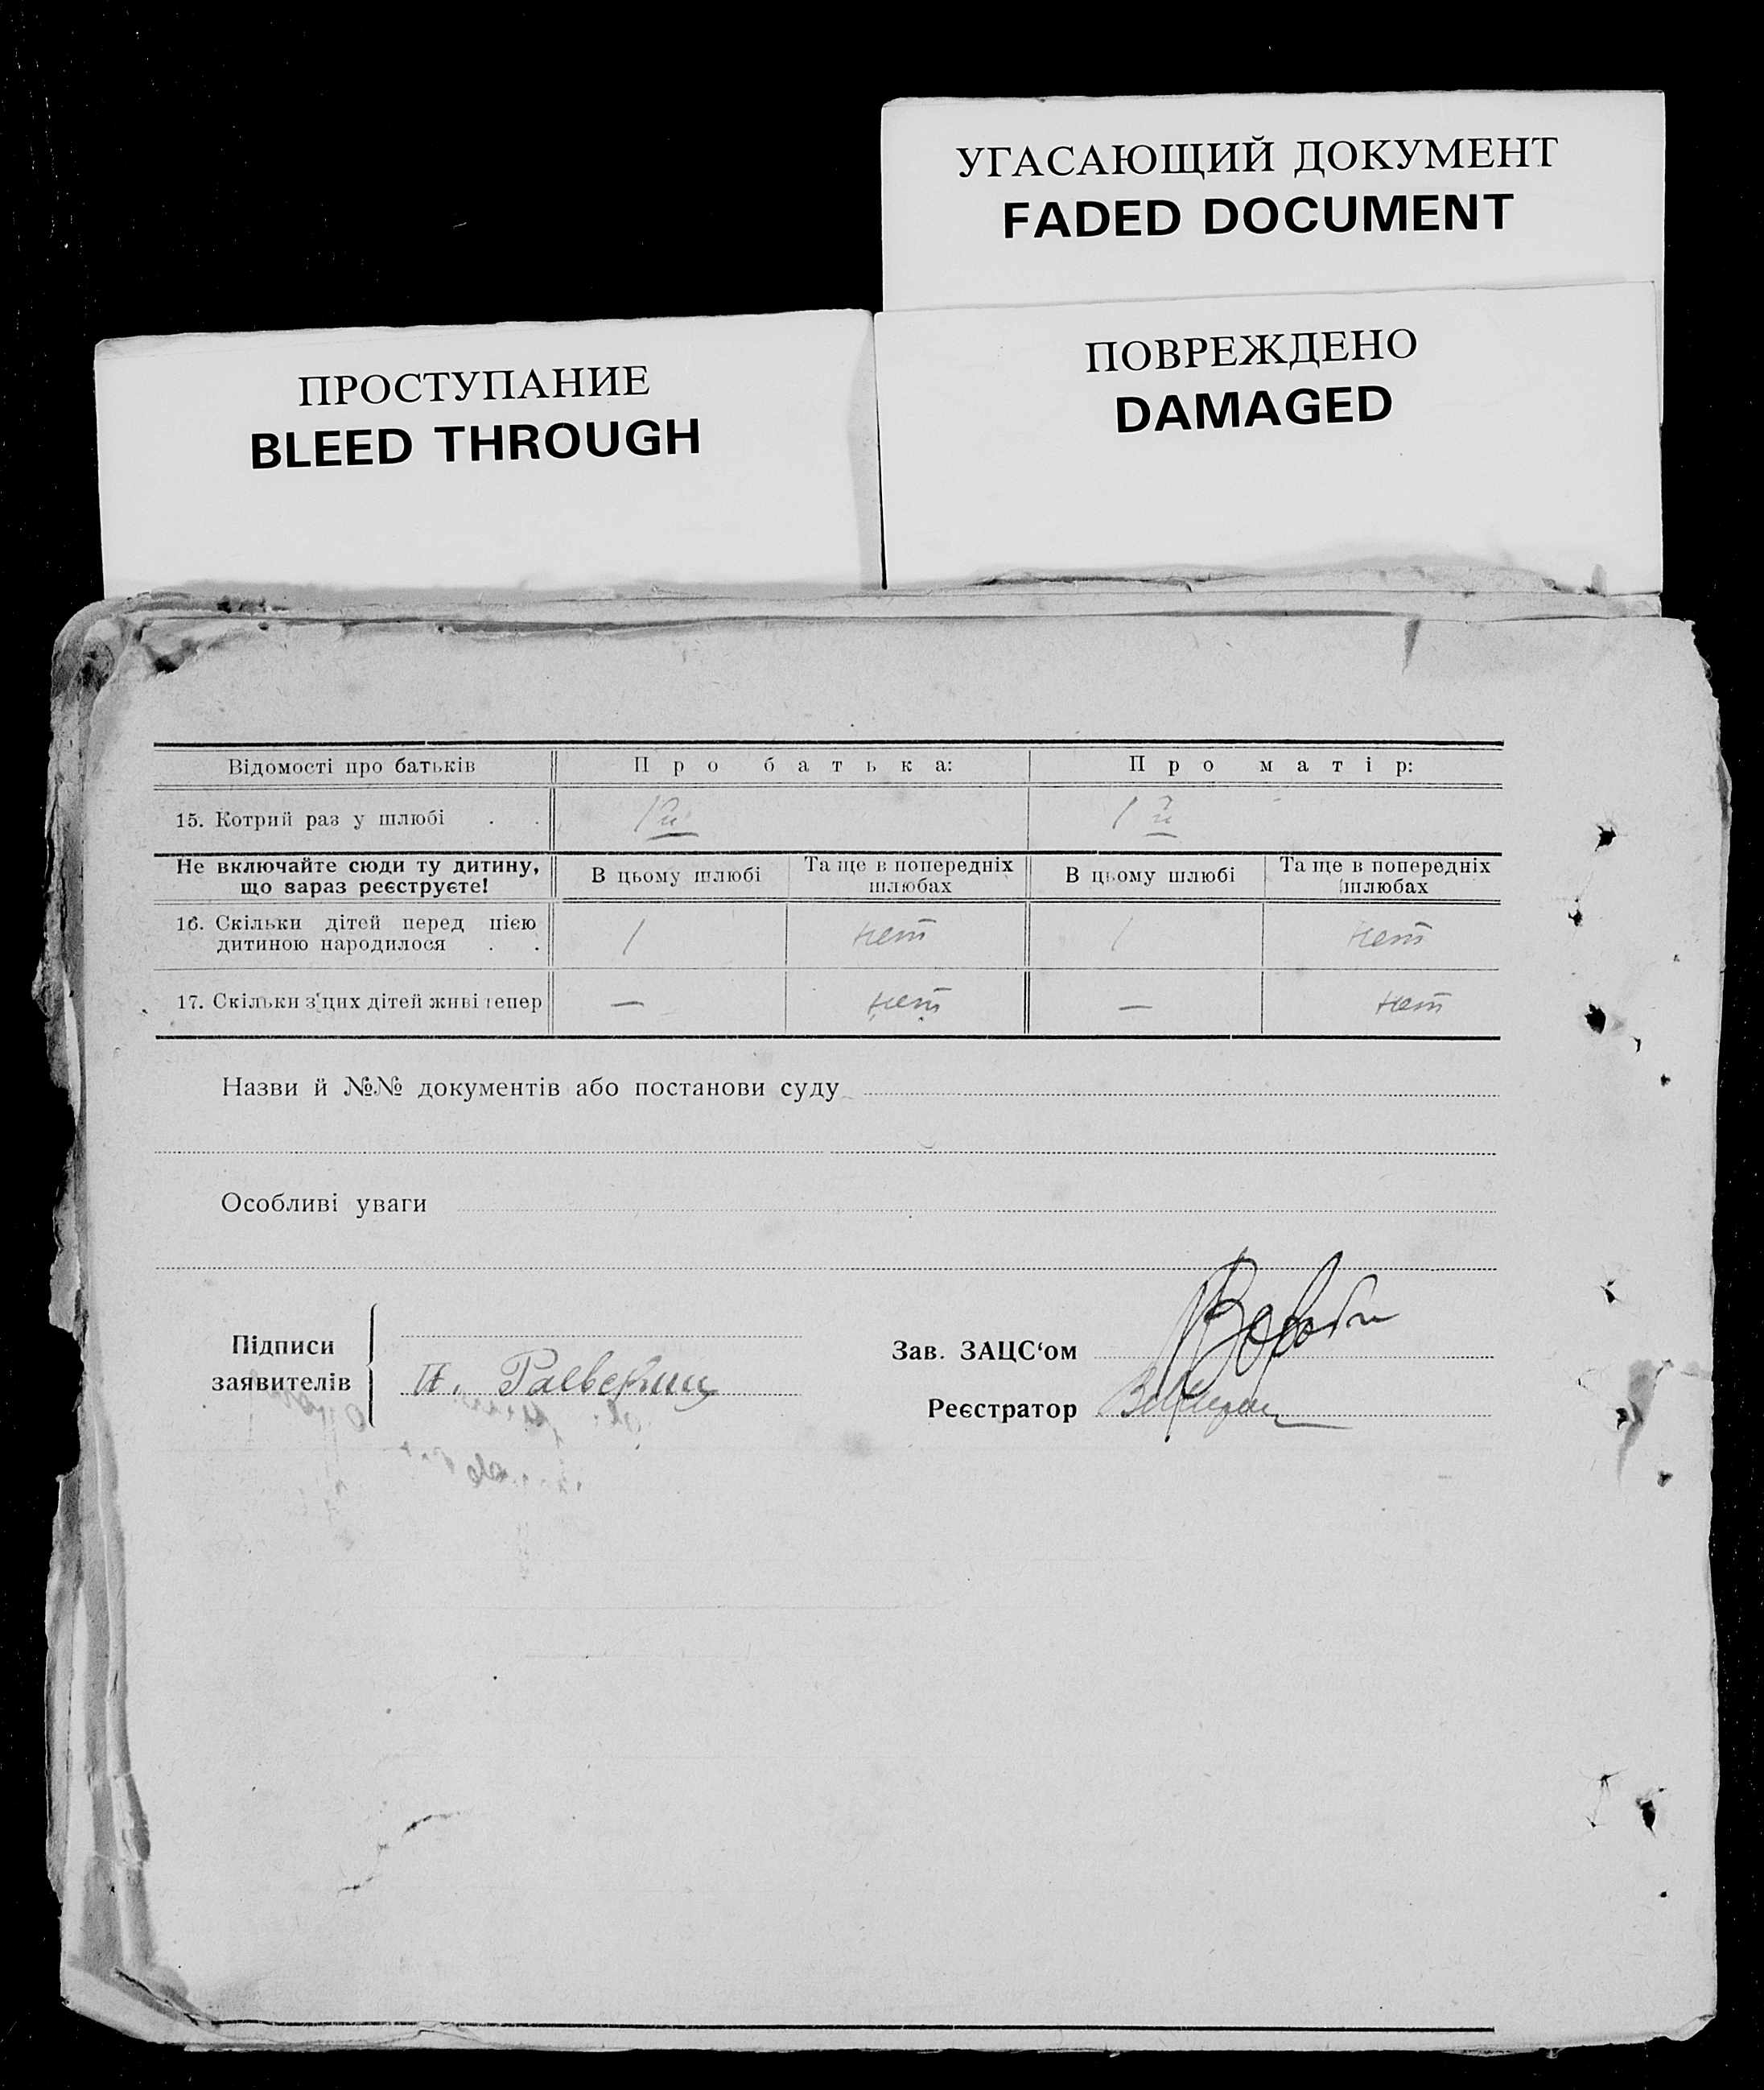 УГАСАЮЩИЙ ДОКУМЕНТ
FADED DOCUMENT
ПОВРЕЖДЕНО
DAMAGED
ПРОСТУПАНИЕ
BLEED THROUGH
Відомості про батьків Про батька: Про матір:
15. Котрий раз у шлюбі . . 1й 1й
Не включайте сюди ту дитину, що зараз реєструєте! В цьому шлюбі Та ще в попередніх шлюбах В цьому шлюбі Та ще в попередніх шлюбах
16. Скільки дітей перед цією
дитиною народилося . . 1 нет 1 нет
17. Скільки з цих дітей живі тепер — нет — нет
Назви й №№ документів або постанови суду
Особливі уваги
Підписи
заявителів
Зав. ЗАЦС‘ом
Реєстратор